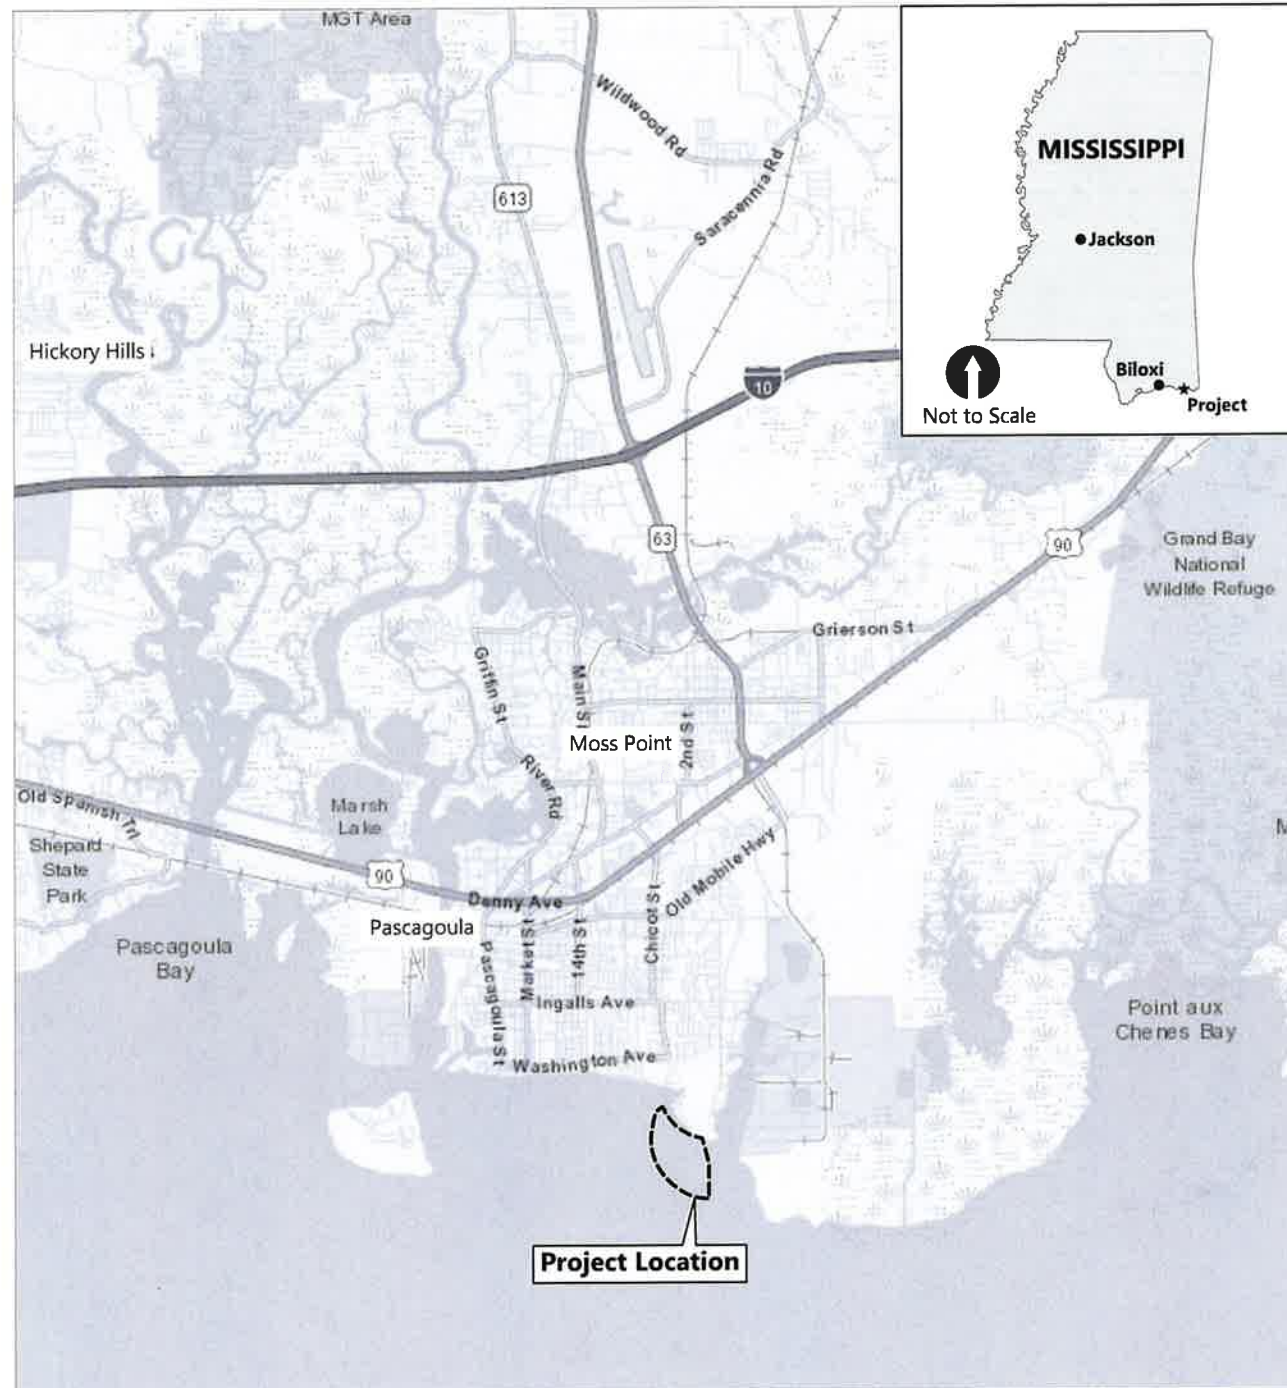 MGT Area
Wildwood Rd
613
Saracennia Rd
MISSISSIPPI
Jackson
Biloxi
Project
Not to Scale
Hickory Hills
10
63
90
Grand Bay
National
Wildlife Refuge
Grierson St
Griffin St
Main St
Moss Point
2nd St
River Rd
Old Spanish Trl
Marsh
Lake
Shepard
State
Park
90
Denny Ave
Old Mobile Hwy
Chicot St
Pascagoula
Pascagoula
Bay
Pascagoula St
Market St
14th St
Ingalls Ave
Washington Ave
Point aux
Chenes Bay
M
Project Location